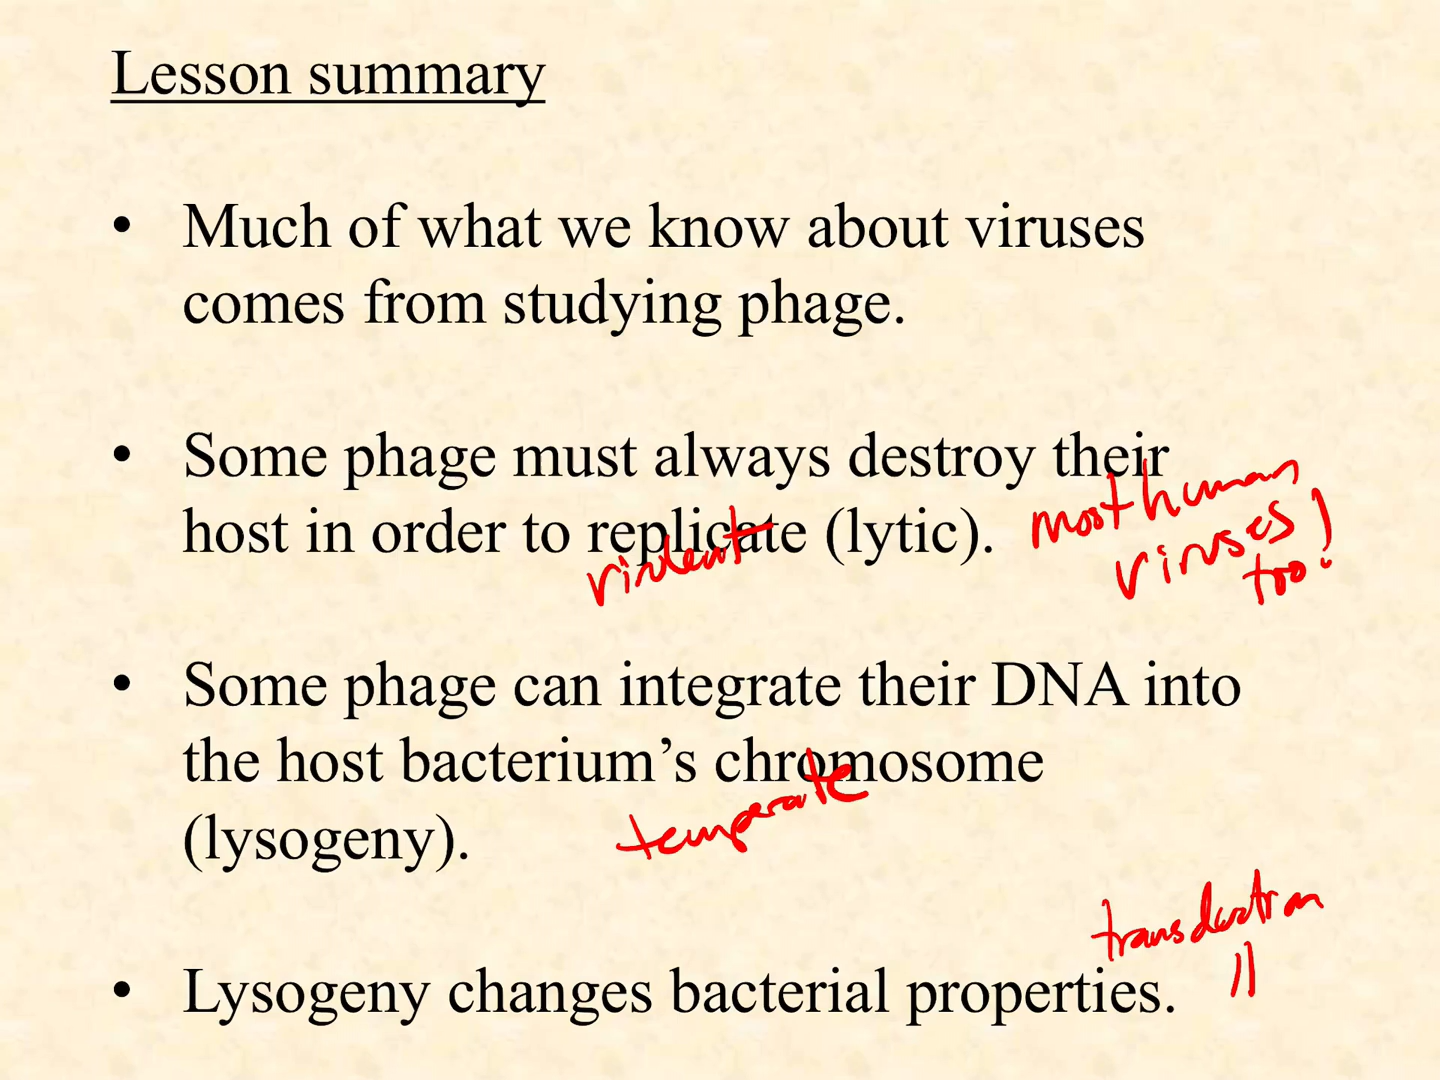 Lesson summary
• Much of what we know about viruses
comes from studying phage.
• Some phage must always destroy their
host in order to replicate (lytic).
most human
viruses
too!
virulent
• Some phage can integrate their DNA into
the host bacterium’s chromosome
temperate
(lysogeny).
transduction
• Lysogeny changes bacterial properties.